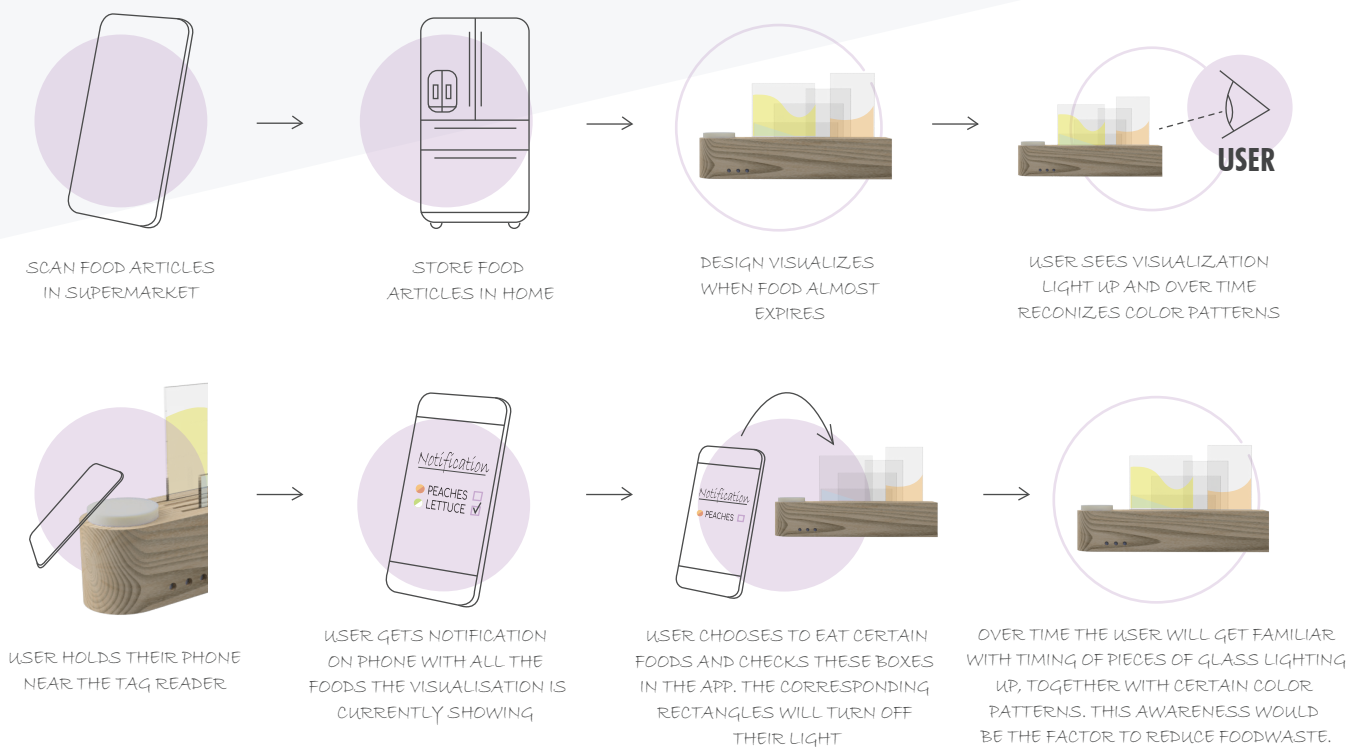 SCAN FOOD ARTICLES
IN SUPERMARKET
STORE FOOD
ARTICLES IN HOME
DESIGN VISUALIZES
WHEN FOOD ALMOST
EXPIRES
USER
USER SEES VISUALIZATION
LIGHT UP AND OVER TIME
RECONIZES COLOR PATTERNS
USER HOLDS THEIR PHONE
NEAR THE TAG READER
Notification
PEACHES
LETTUCE
USER GETS NOTIFICATION
ON PHONE WITH ALL THE
FOODS THE VISUALISATION IS
CURRENTLY SHOWING
Notification
PEACHES
USER CHOOSES TO EAT CERTAIN
FOODS AND CHECKS THESE BOXES
IN THE APP. THE CORRESPONDING
RECTANGLES WILL TURN OFF
THEIR LIGHT
OVER TIME THE USER WILL GET FAMILIAR
WITH TIMING OF PIECES OF GLASS LIGHTING
UP, TOGETHER WITH CERTAIN COLOR
PATTERNS. THIS AWARENESS WOULD
BE THE FACTOR TO REDUCE FOODWASTE.